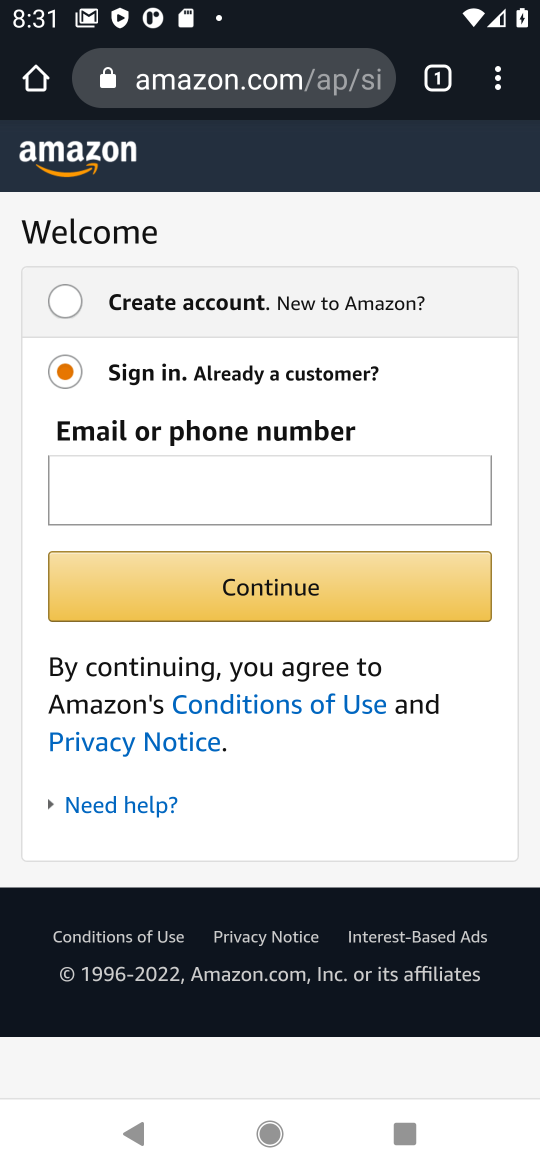 8:31
amazon.com/ap/si
1
amazon
Welcome
Create account. New to Amazon?
Sign in. Already a customer?
Email or phone number
Continue
By continuing, you agree to
Amazon's Conditions of Use and
Privacy Notice.
Need help?
Conditions of Use Privacy Notice Interest-Based Ads
© 1996-2022, Amazon.com, Inc. or its affiliates